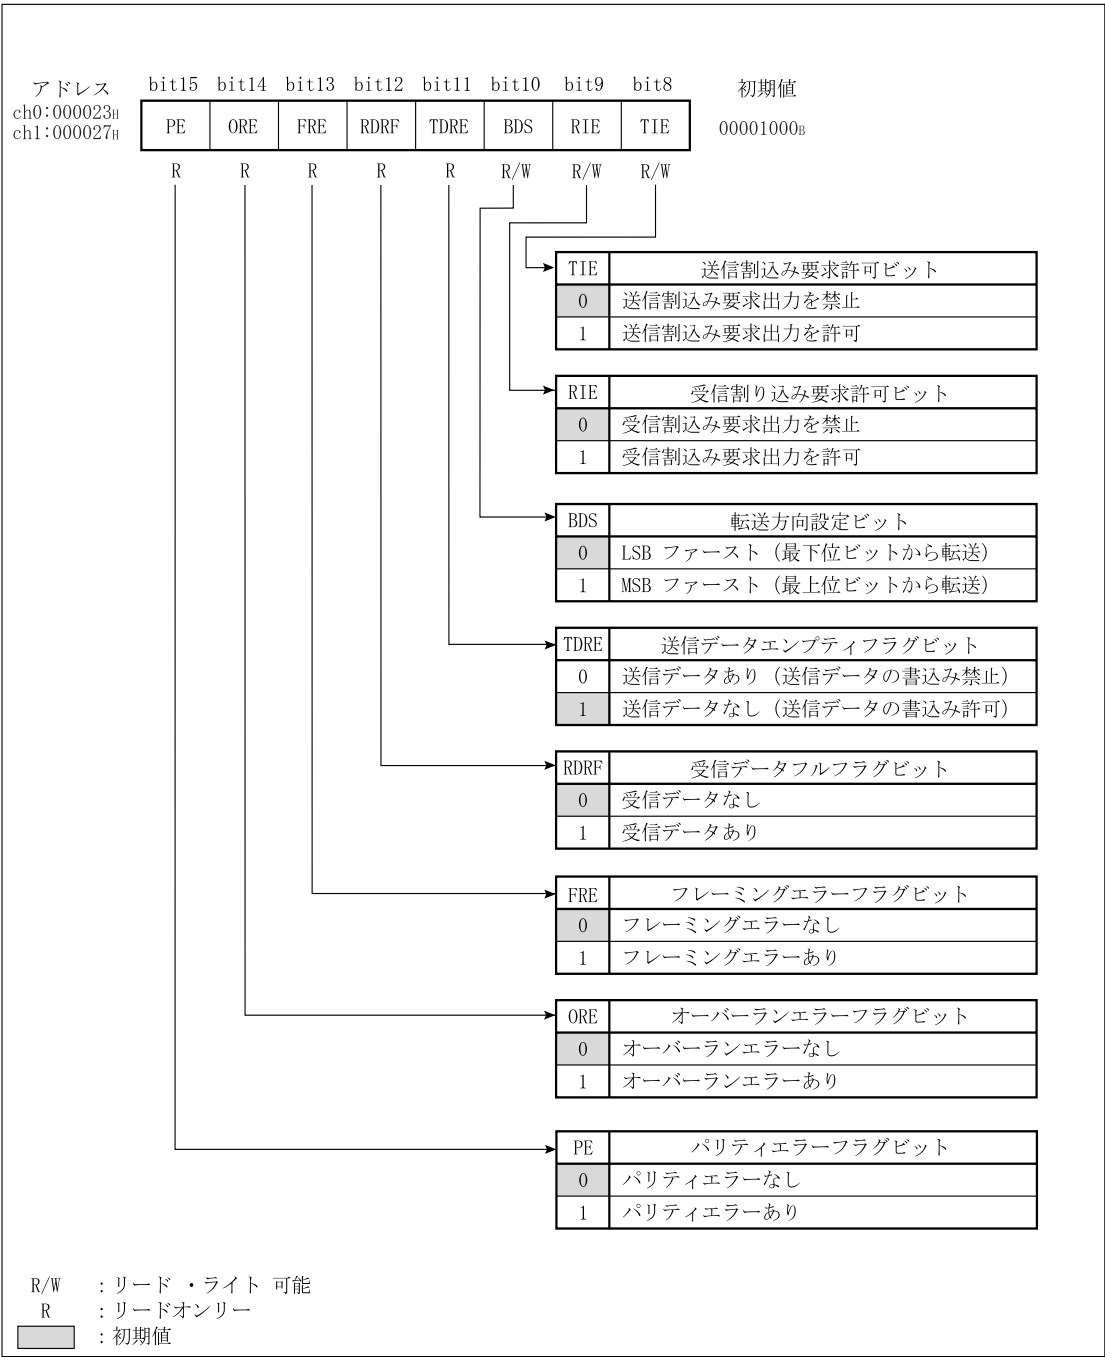 アドレス bit15 bit14 bit13 bit12 bit11 bit10 bit9 bit8 初期値
ch0:000023H
ch1:000027H
PE ORE FRE RDRF TDRE BDS RIE TIE 00001000B
R R R R R R/W R/W R/W
TIE 送信割込み要求許可ビット
0 送信割込み要求出力を禁止
1 送信割込み要求出力を許可
RIE 受信割り込み要求許可ビット
0 受信割込み要求出力を禁止
1 受信割込み要求出力を許可
BDS 転送方向設定ビット
0 LSB ファースト (最下位ビットから転送)
1 MSB ファースト (最上位ビットから転送)
TDRE 送信データエンプティフラグビット
0 送信データあり (送信データの書込み禁止)
1 送信データなし (送信データの書込み許可)
RDRF 受信データフルフラグビット
0 受信データなし
1 受信データあり
FRE フレーミングエラーフラグビット
0 フレーミングエラーなし
1 フレーミングエラーあり
ORE オーバーランエラーフラグビット
0 オーバーランエラーなし
1 オーバーランエラーあり
PE パリティエラーフラグビット
0 パリティエラーなし
1 パリティエラーあり
R/W :リード ・ライト 可能
R :リードオンリー
:初期値